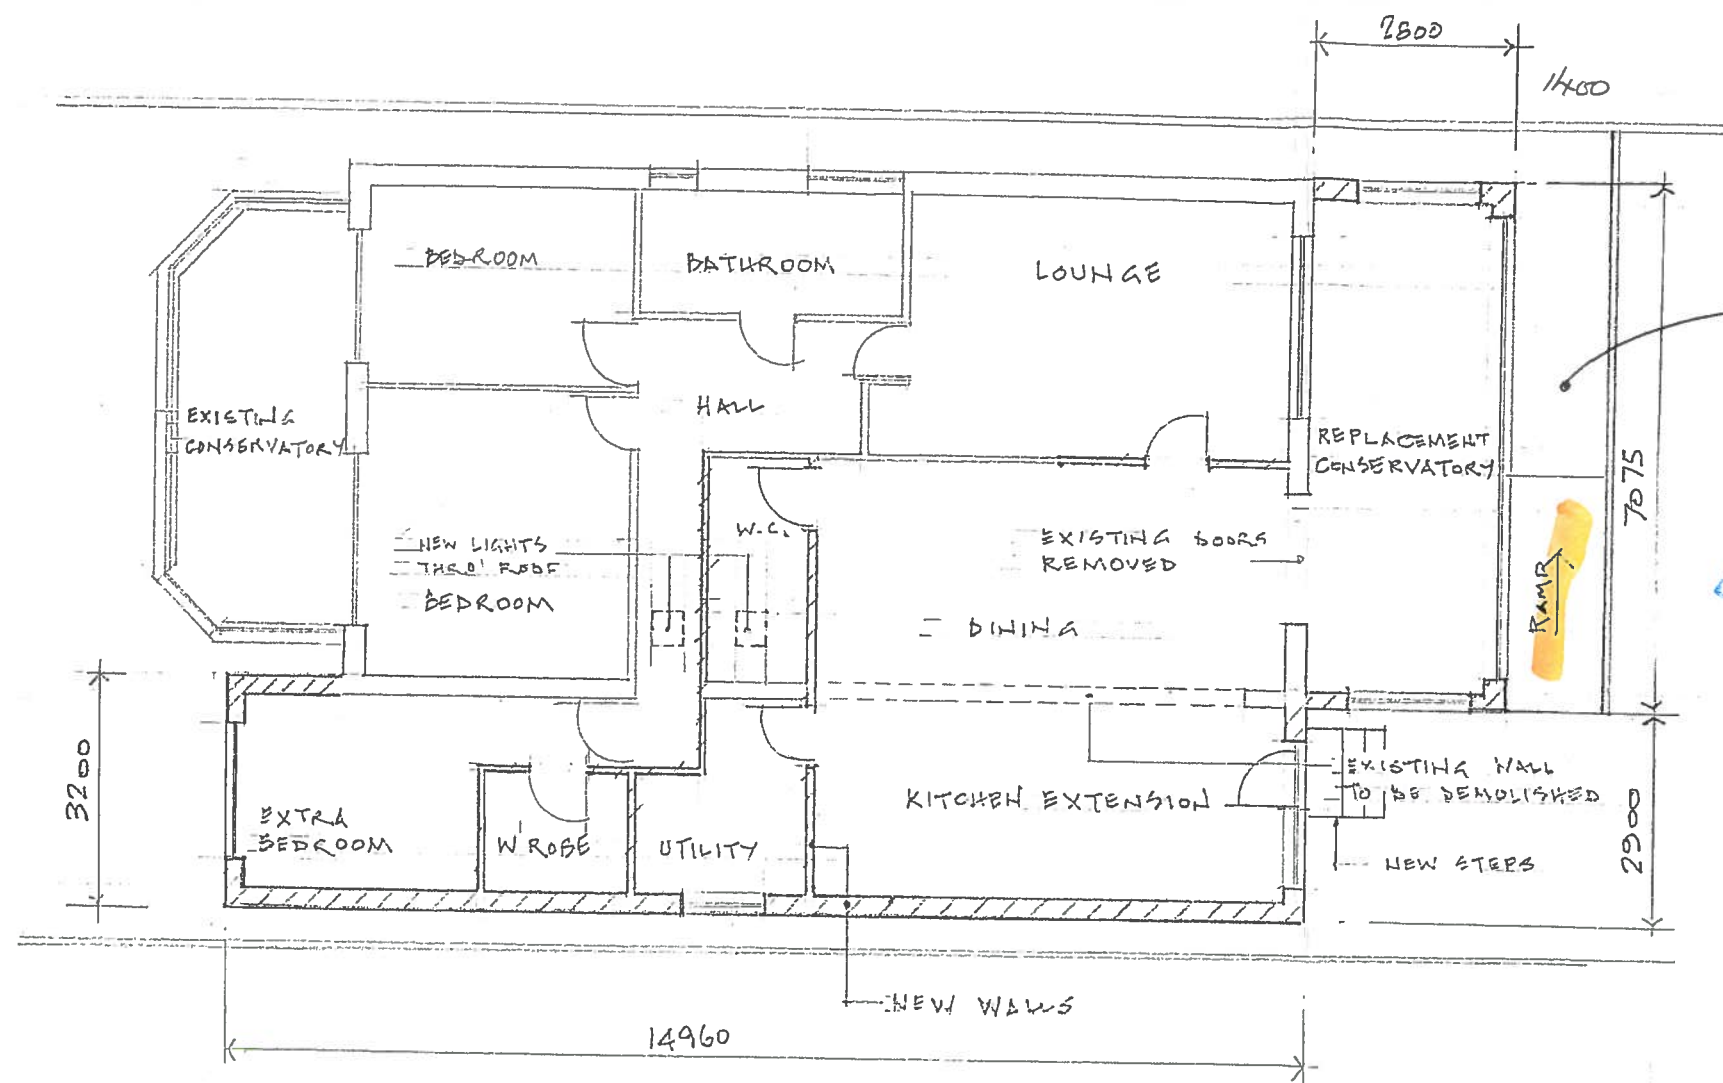 2800
1400
BEDROOM
BATHROOM
LOUNGE
EXISTING
CONSERVATORY
HALL
REPLACEMENT
CONSERVATORY
7075
NEW LIGHTS
THRO' ROOF
BEDROOM
W.C.
EXISTING DOORS
REMOVED
DINING
RAMP
3200
EXTRA
BEDROOM
W'ROBE
UTILITY
KITCHEN EXTENSION
EXISTING WALL
TO BE DEMOLISHED
NEW STEPS
2900
NEW WALLS
14960